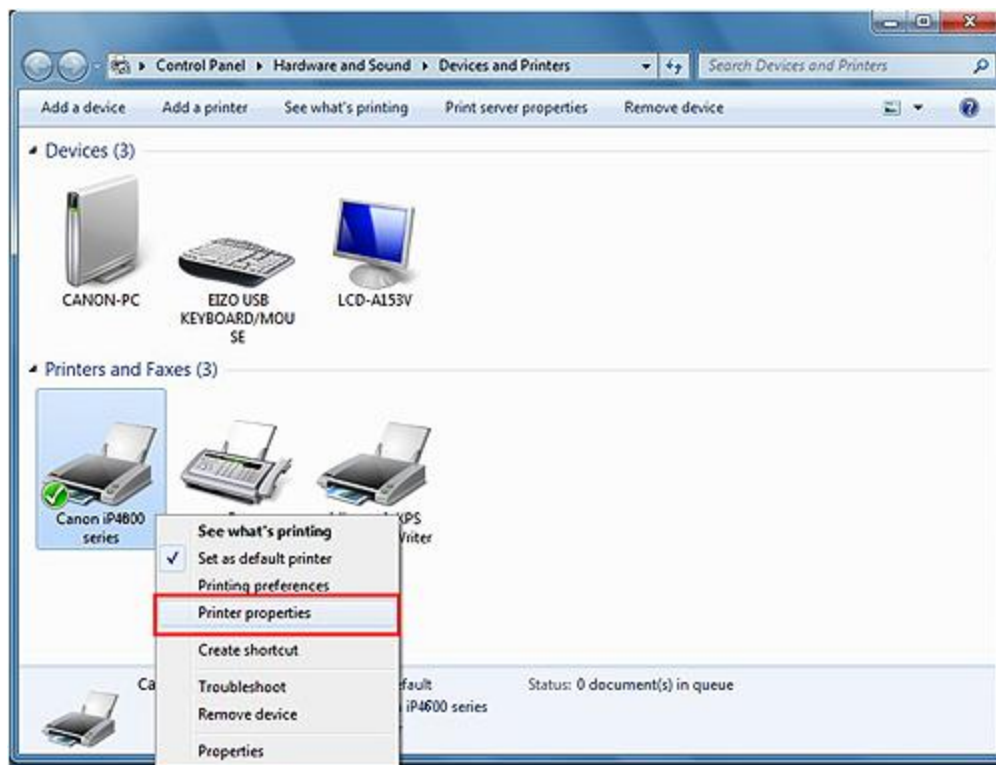 Control Panel ▸ Hardware and Sound ▸ Devices and Printers
Search Devices and Printers
Add a device Add a printer See what's printing Print server properties Remove device
Devices (3)
CANON-PC
EIZO USB
KEYBOARD/MOU
SE
LCD-A153V
Printers and Faxes (3)
Canon iP4600
series
XPS
Writer
See what's printing
Set as default printer
Printing preferences
Printer properties
Create shortcut
Troubleshoot
Remove device
Properties
Ca
fault
Status: 0 document(s) in queue
iP4600 series